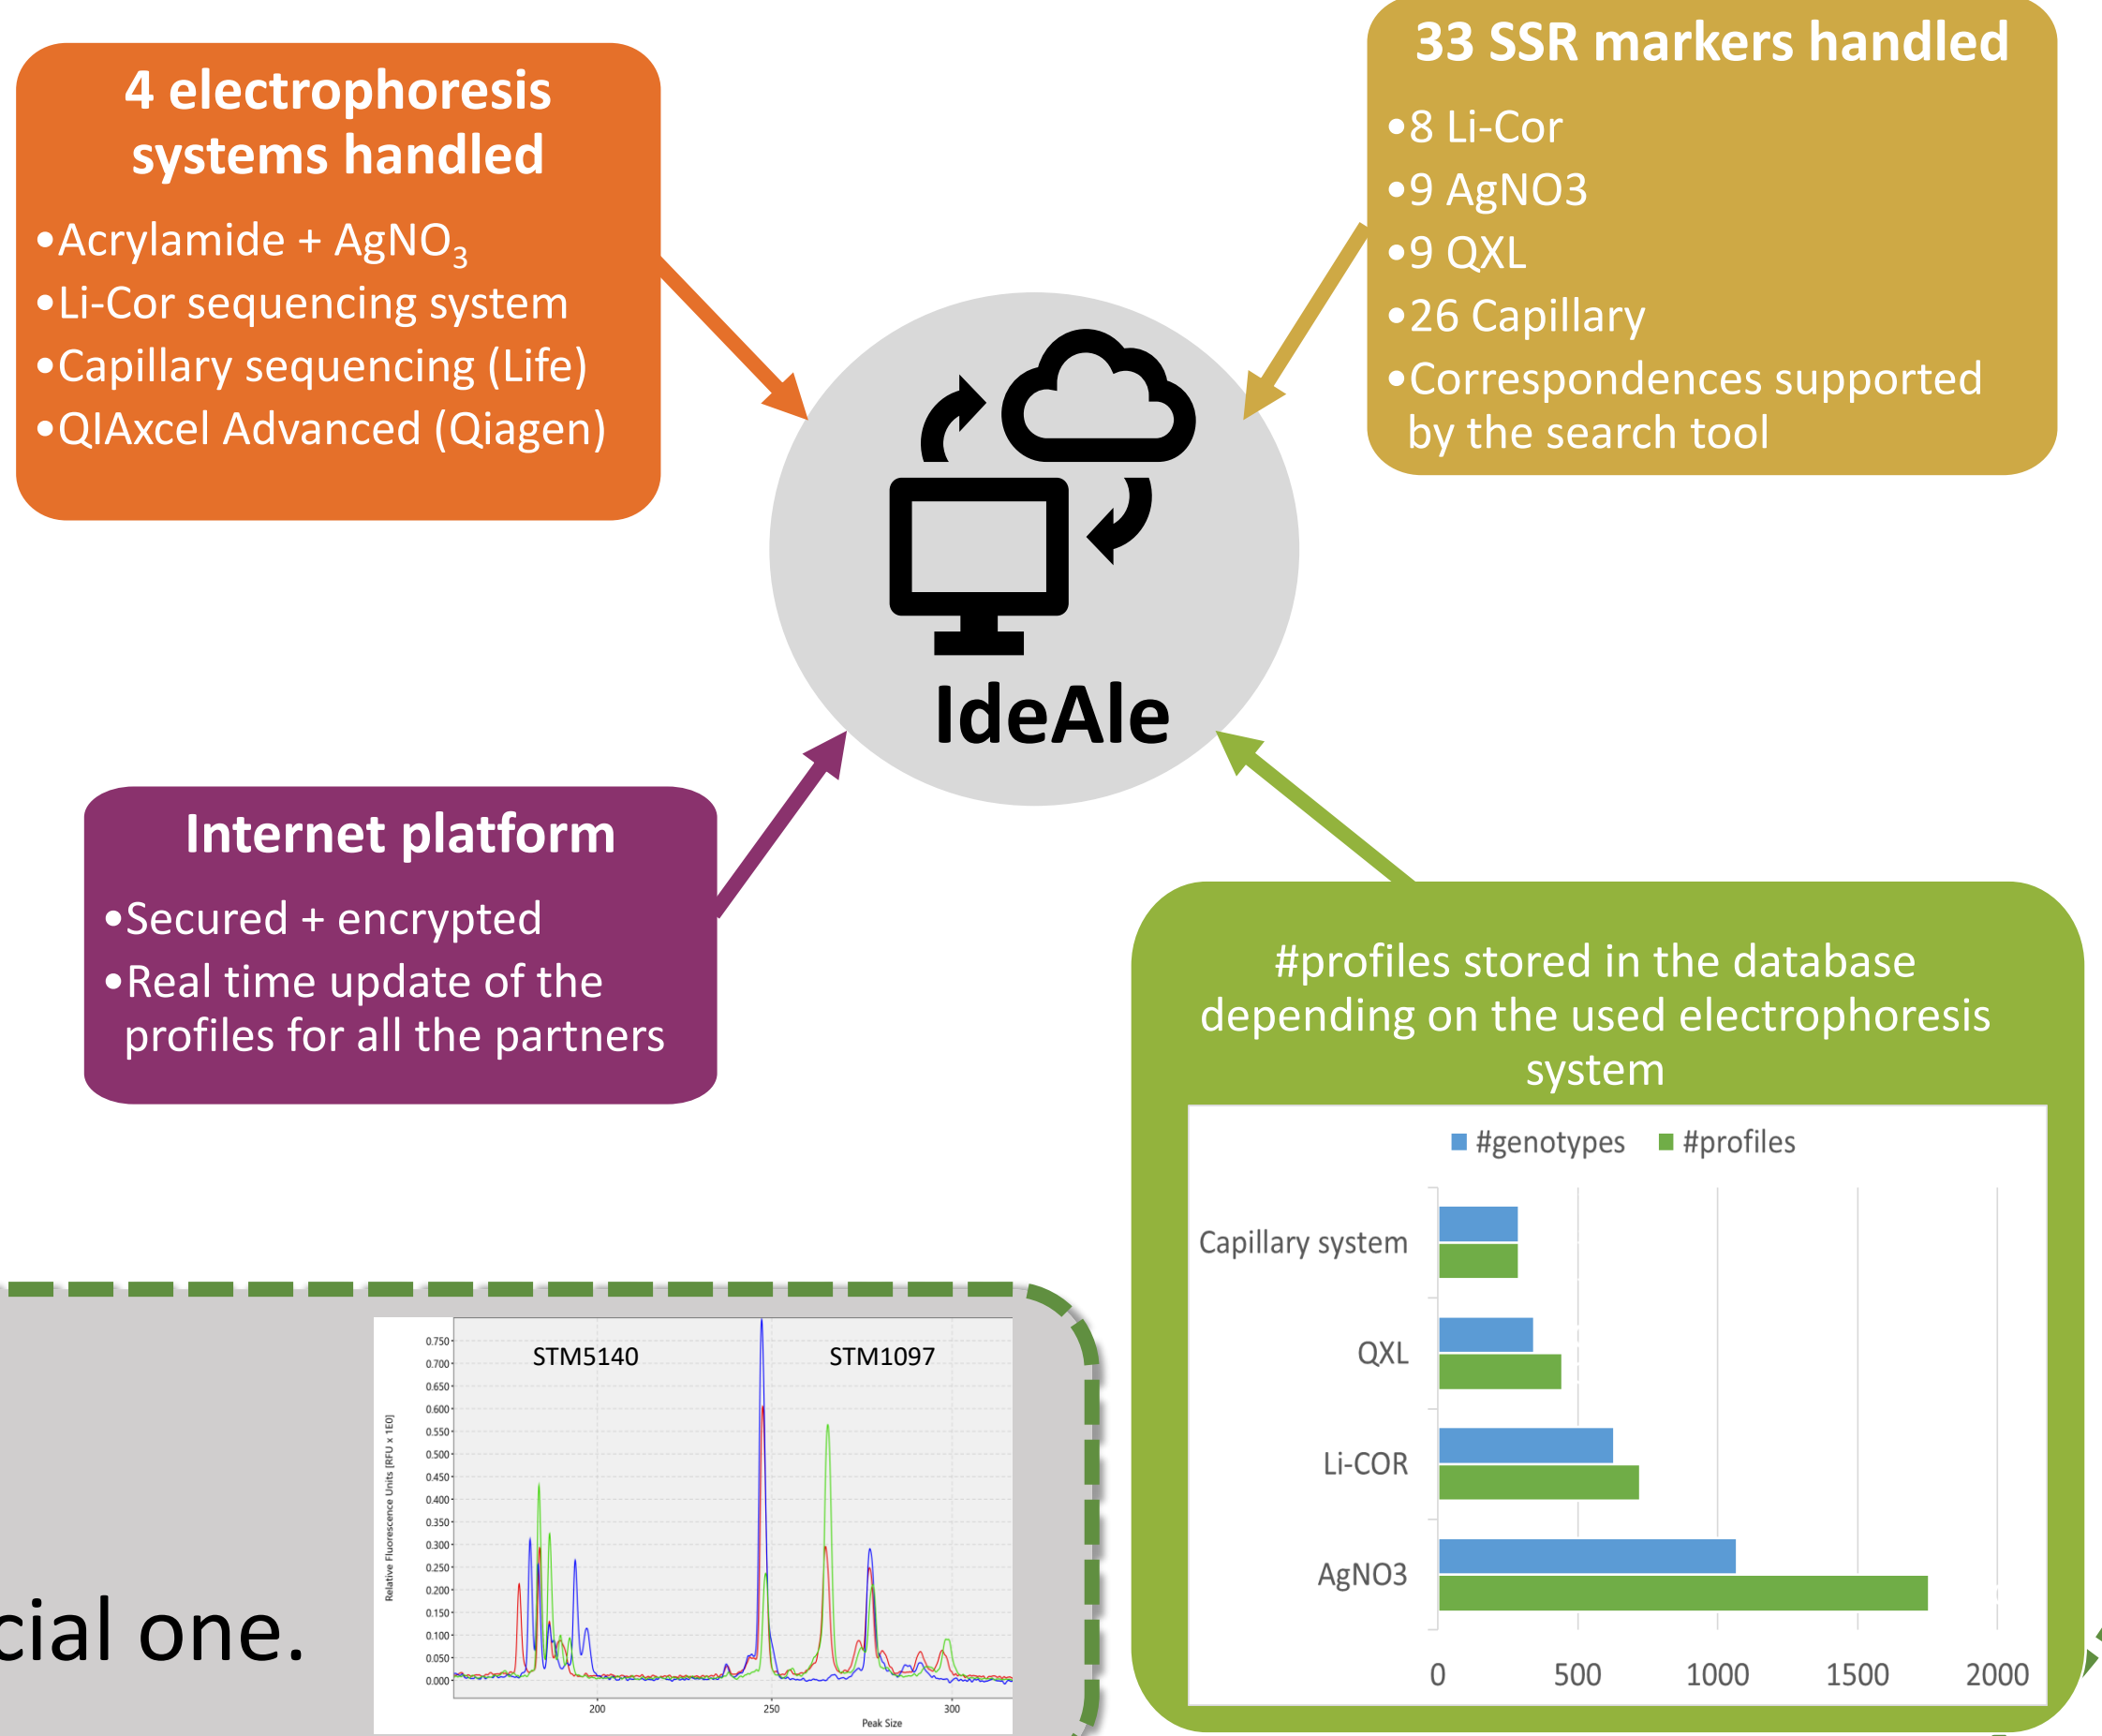 4 electrophoresis
systems handled
•Acrylamide + AgNO3
•Li-Cor sequencing system
•Capillary sequencing (Life)
•QIAxcel Advanced (Qiagen)
33 SSR markers handled
•8 Li-Cor
•9 AgNO3
•9 QXL
•26 Capillary
•Correspondences supported
by the search tool
IdeAle
Internet platform
•Secured + encrypted
•Real time update of the
profiles for all the partners
#profiles stored in the database
depending on the used electrophoresis
system
#genotypes #profiles
Capillary system
QXL
Li-COR
AgNO3
0 500 1000 1500 2000
cial one.
STM5140 STM1097
Relative Fluorescence Units [RFU x 1E0]
0.750
0.700
0.650
0.600
0.550
0.500
0.450
0.400
0.350
0.300
0.250
0.200
0.150
0.100
0.050
0.000
200 250 300
Peak Size